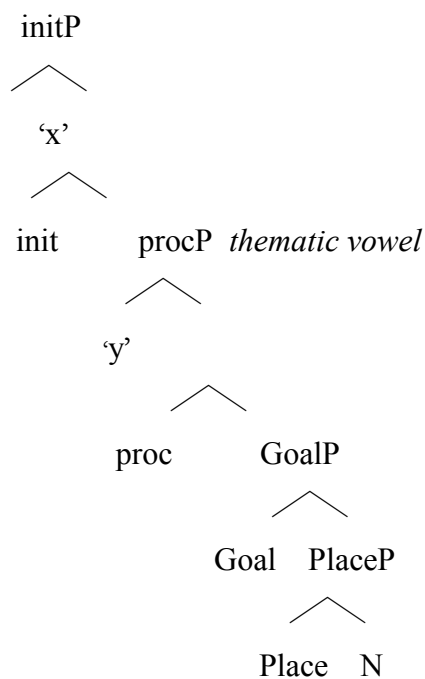 initP
‘x’
init procP thematic vowel
‘y’
proc GoalP
Goal PlaceP
Place N